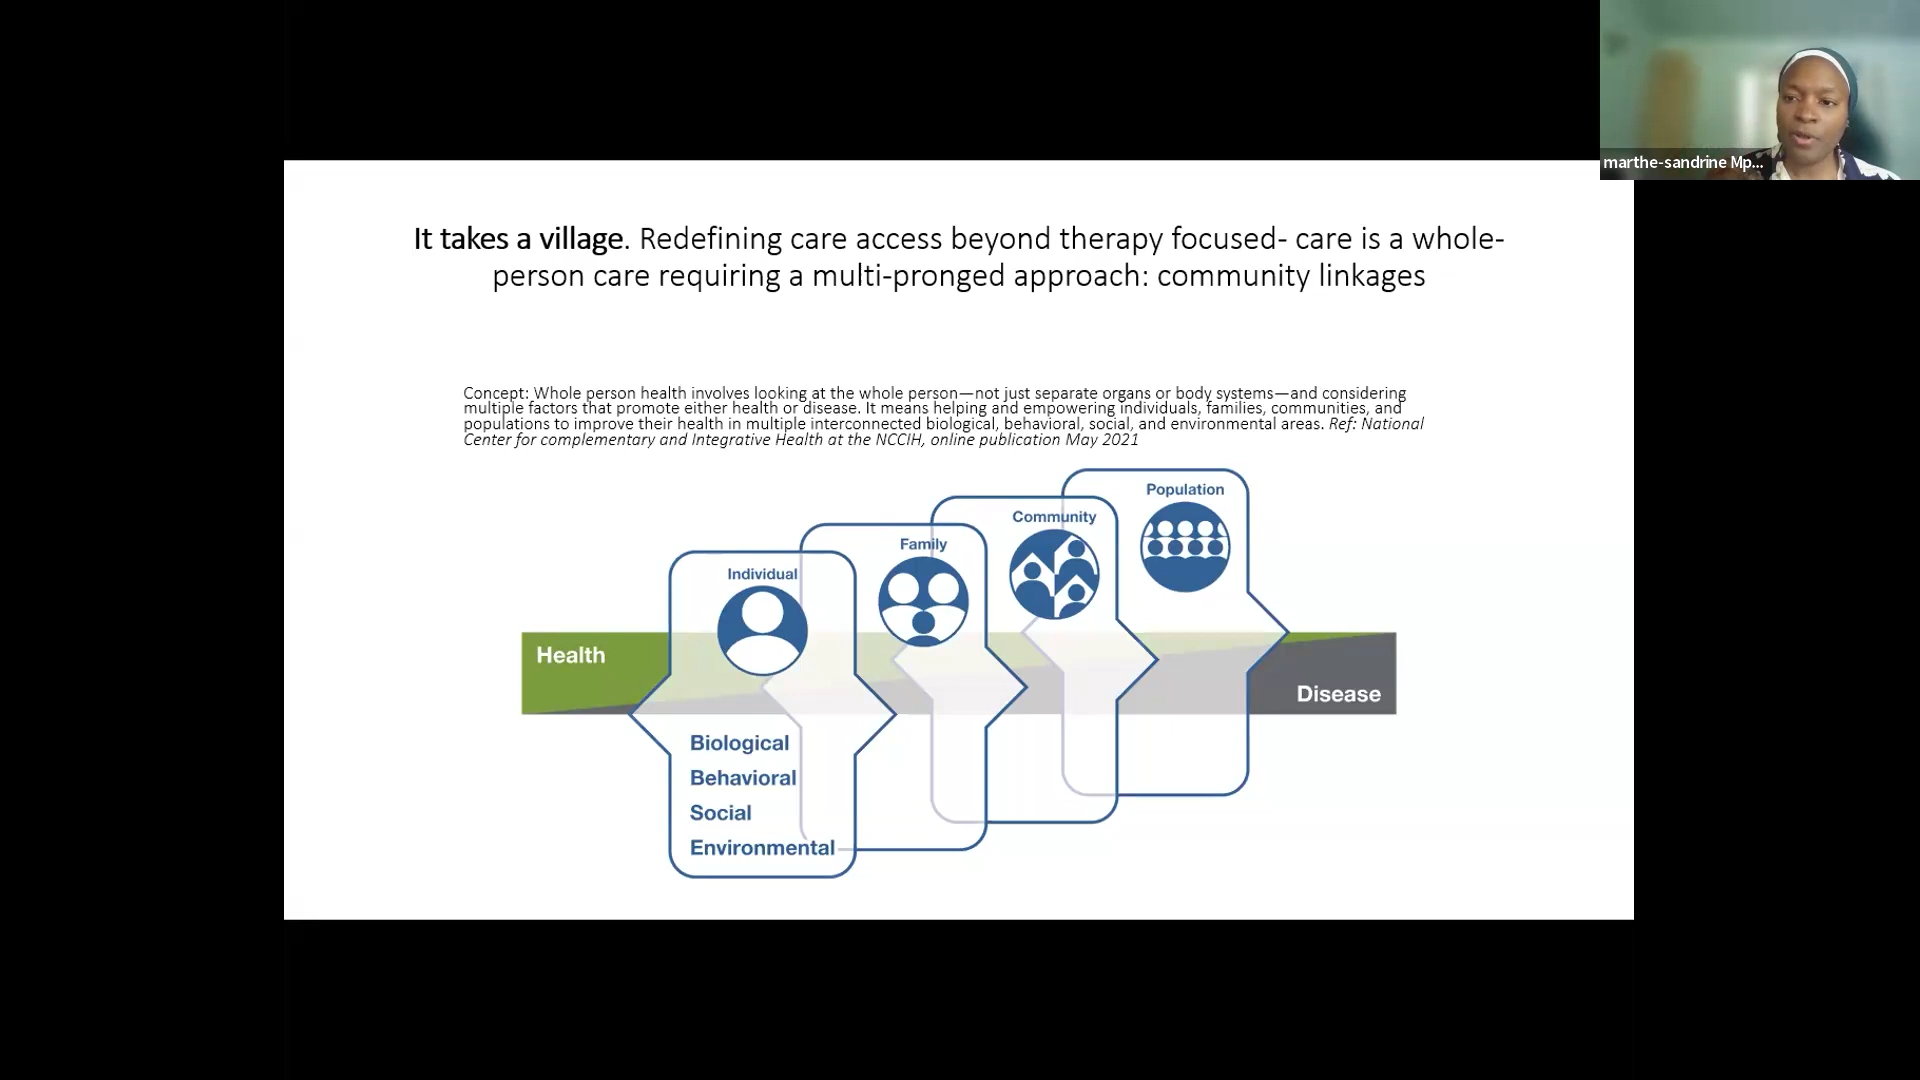 marthe-sandrine Mp...
It takes a village. Redefining care access beyond therapy focused- care is a whole-
person care requiring a multi-pronged approach: community linkages
Concept: Whole person health involves looking at the whole person—not just separate organs or body systems—and considering
multiple factors that promote either health or disease. It means helping and empowering individuals, families, communities, and
populations to improve their health in multiple interconnected biological, behavioral, social, and environmental areas. Ref: National
Center for complementary and Integrative Health at the NCCIH, online publication May 2021
Population
Community
Family
Individual
Health
Disease
Biological
Behavioral
Social
Environmental